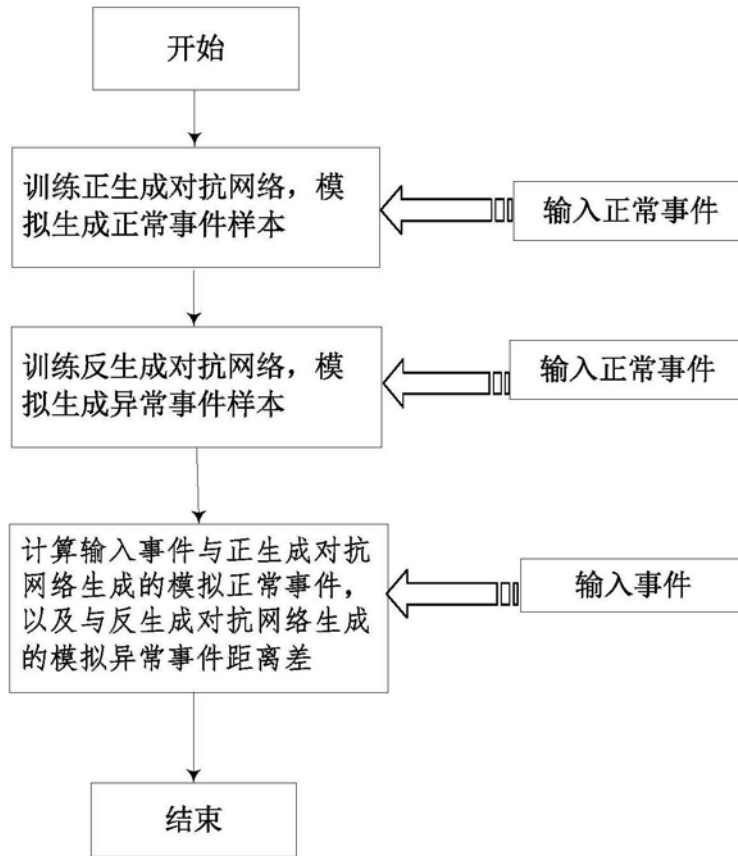 开始
训练正生成对抗网络，模
拟生成正常事件样本
输入正常事件
训练反生成对抗网络，模
拟生成异常事件样本
输入正常事件
计算输入事件与正生成对抗
网络生成的模拟正常事件，
以及与反生成对抗网络生成
的模拟异常事件距离差
输入事件
结束